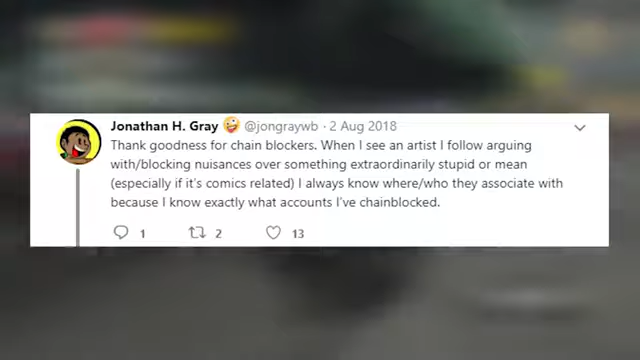 Jonathan H. Gray 🤪 @jongraywb · 2 Aug 2018
Thank goodness for chain blockers. When I see an artist I follow arguing
with/blocking nuisances over something extraordinarily stupid or mean
(especially if it's comics related) I always know where/who they associate with
because I know exactly what accounts I've chainblocked.
1 2 13